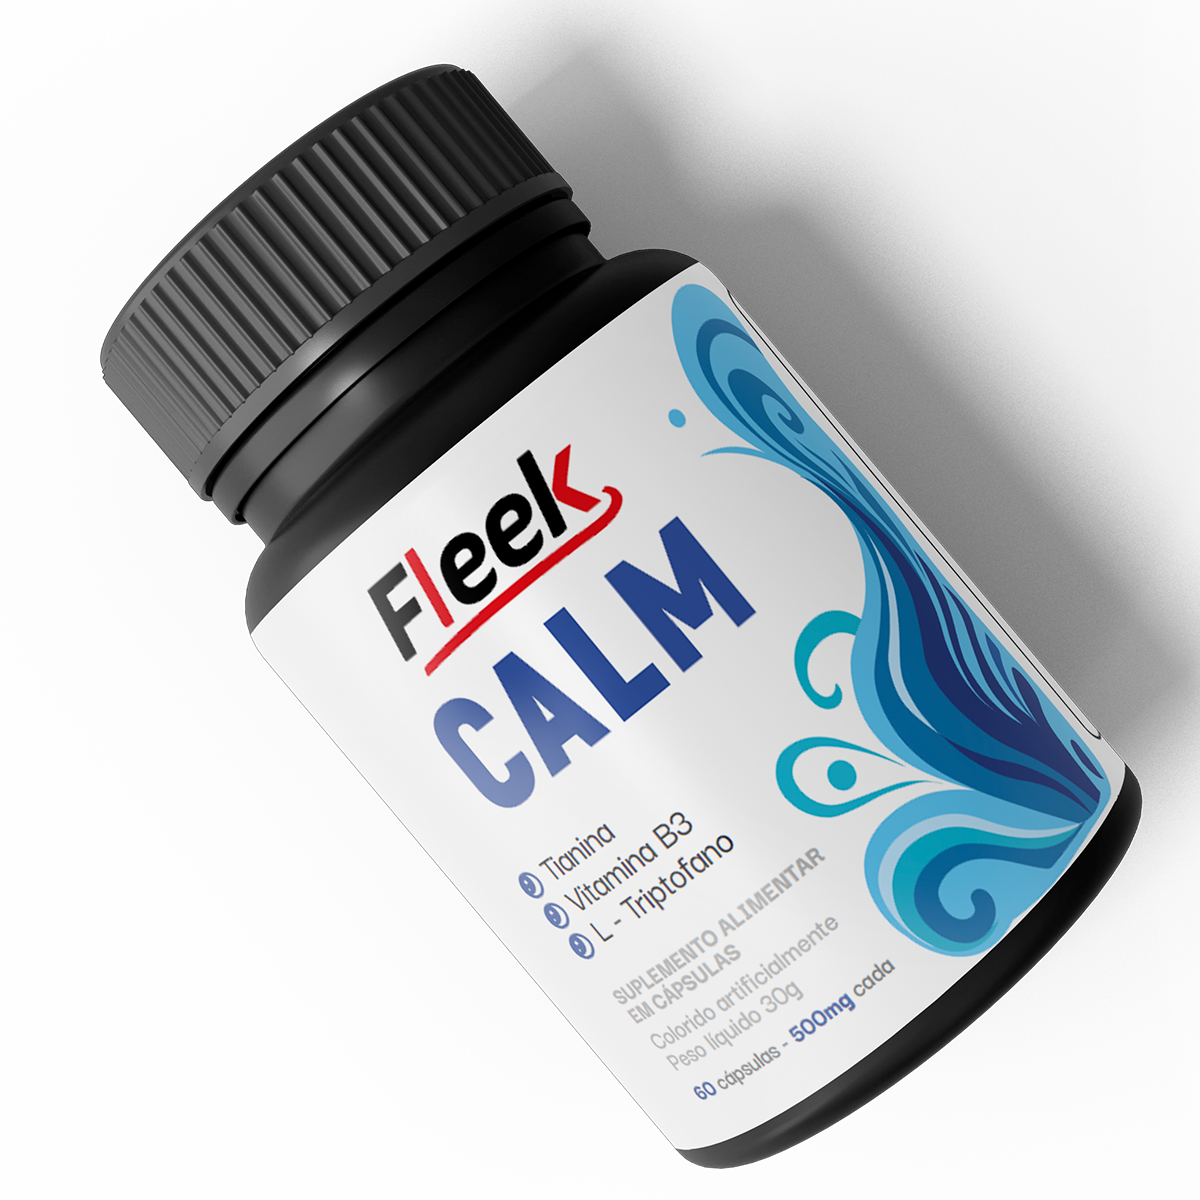 Fleek
CALM
Tianina
Vitamina B3
L - Triptofano
SUPLEMENTO ALIMENTAR
EM CÁPSULAS
Colorido artificialmente
Peso líquido 30g
60 cápsulas - 500mg cada